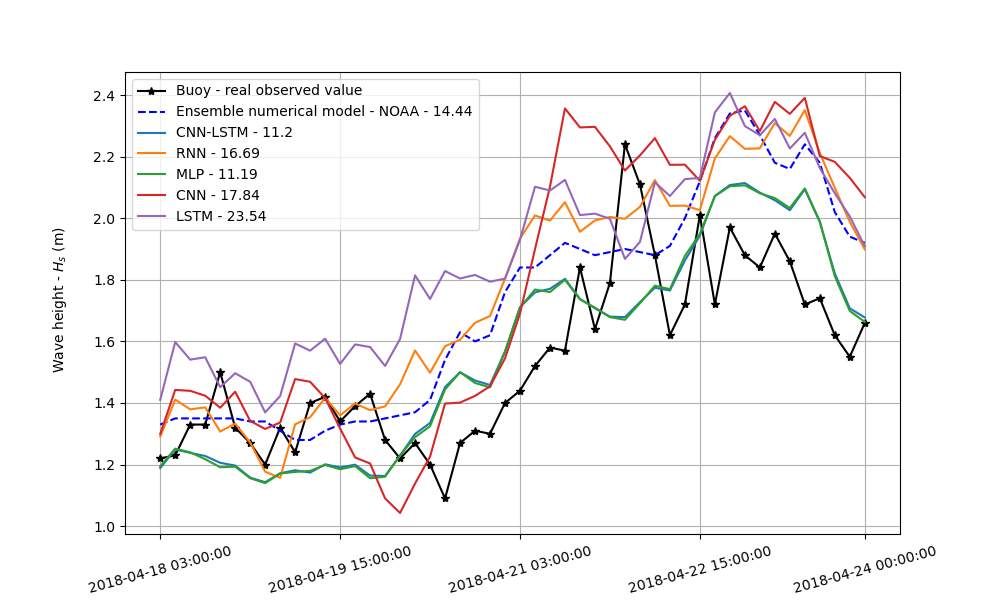 2.4
2.2
2.0
1.8
1.6
1.4
1.2
1.0
Wave height - Hs (m)
Buoy - real observed value
Ensemble numerical model - NOAA - 14.44
CNN-LSTM - 11.2
RNN - 16.69
MLP - 11.19
CNN - 17.84
LSTM - 23.54
2018-04-18 03:00:00
2018-04-19 15:00:00
2018-04-21 03:00:00
2018-04-22 15:00:00
2018-04-24 00:00:00